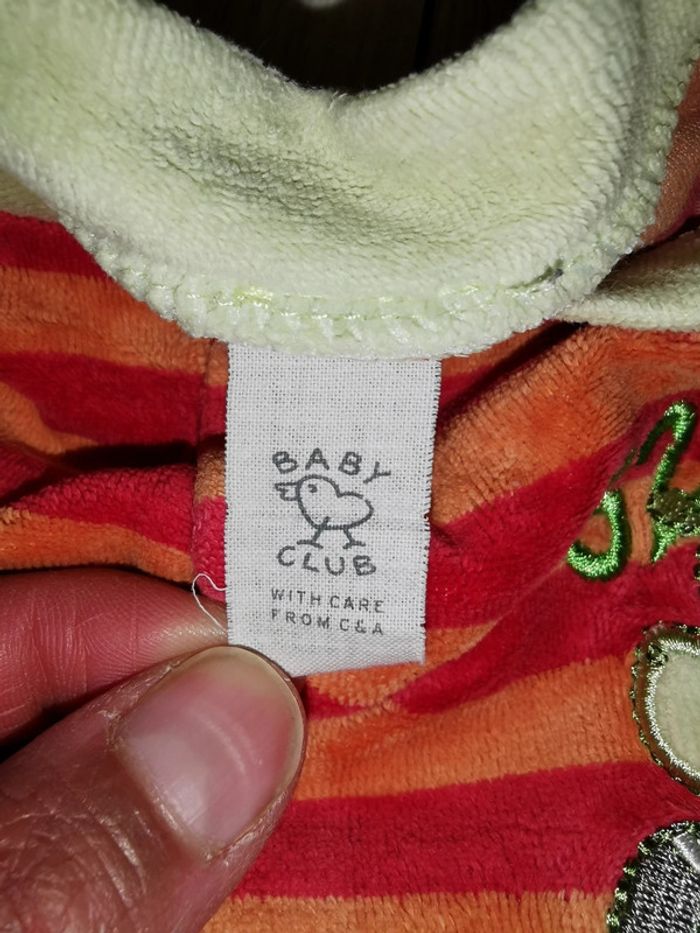 BABY
CLUB
WITH CARE
FROM C&A